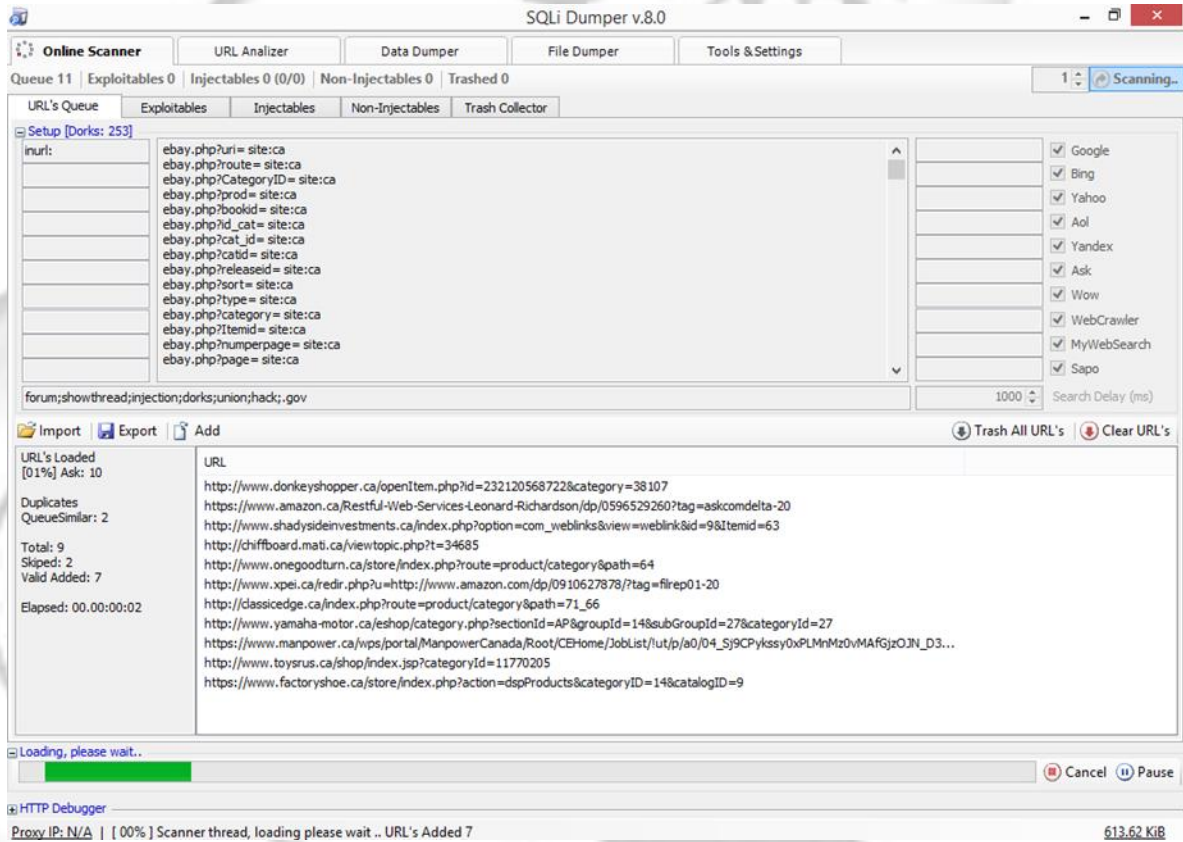 SQLi Dumper v.8.0
Online Scanner URL Analizer Data Dumper File Dumper Tools & Settings
Queue 11 Exploitables 0 Injectables 0 (0/0) Non-Injectables 0 Trashed 0 1 Scanning..
URL's Queue Exploitables Injectables Non-Injectables Trash Collector
Setup [Dorks: 253]
inurl:
ebay.php?uri= site:ca
ebay.php?route= site:ca
ebay.php?CategoryID= site:ca
ebay.php?prod= site:ca
ebay.php?bookid= site:ca
ebay.php?id_cat= site:ca
ebay.php?cat_id= site:ca
ebay.php?catid= site:ca
ebay.php?releaseid= site:ca
ebay.php?sort= site:ca
ebay.php?type= site:ca
ebay.php?category= site:ca
ebay.php?Itemid= site:ca
ebay.php?numperpage= site:ca
ebay.php?page= site:ca
Google
Bing
Yahoo
Aol
Yandex
Ask
Wow
WebCrawler
MyWebSearch
Sapo
forum;showthread;injection;dorks;union;hack;.gov 1000 Search Delay (ms)
Import Export Add Trash All URL's Clear URL's
URL's Loaded
[01%] Ask: 10
Duplicates
QueueSimilar: 2
Total: 9
Skiped: 2
Valid Added: 7
Elapsed: 00.00:00:02
URL
http://www.donkeyshopper.ca/openItem.php?id=232120568722&category=38107
https://www.amazon.ca/Restful-Web-Services-Leonard-Richardson/dp/0596529260?tag=askcomdelta-20
http://www.shadysideinvestments.ca/index.php?option=com_weblinks&view=weblink&id=9&Itemid=63
http://chiffboard.mati.ca/viewtopic.php?t=34685
http://www.onegoodturn.ca/store/index.php?route=product/category&path=64
http://www.xpei.ca/redir.php?u=http://www.amazon.com/dp/0910627878/?tag=filrep01-20
http://classicedge.ca/index.php?route=product/category&path=71_66
http://www.yamaha-motor.ca/eshop/category.php?sectionId=AP&groupId=14&subGroupId=27&categoryId=27
https://www.manpower.ca/wps/portal/ManpowerCanada/Root/CEHome/JobList/!ut/p/a0/04_Sj9CPykssy0xPLMnMz0vMAfGjzOJN_D3...
http://www.toysrus.ca/shop/index.jsp?categoryId=11770205
https://www.factoryshoe.ca/store/index.php?action=dspProducts&categoryID=14&catalogID=9
Loading, please wait..
Cancel Pause
HTTP Debugger
Proxy IP: N/A | [ 00% ] Scanner thread, loading please wait .. URL's Added 7 613.62 KiB